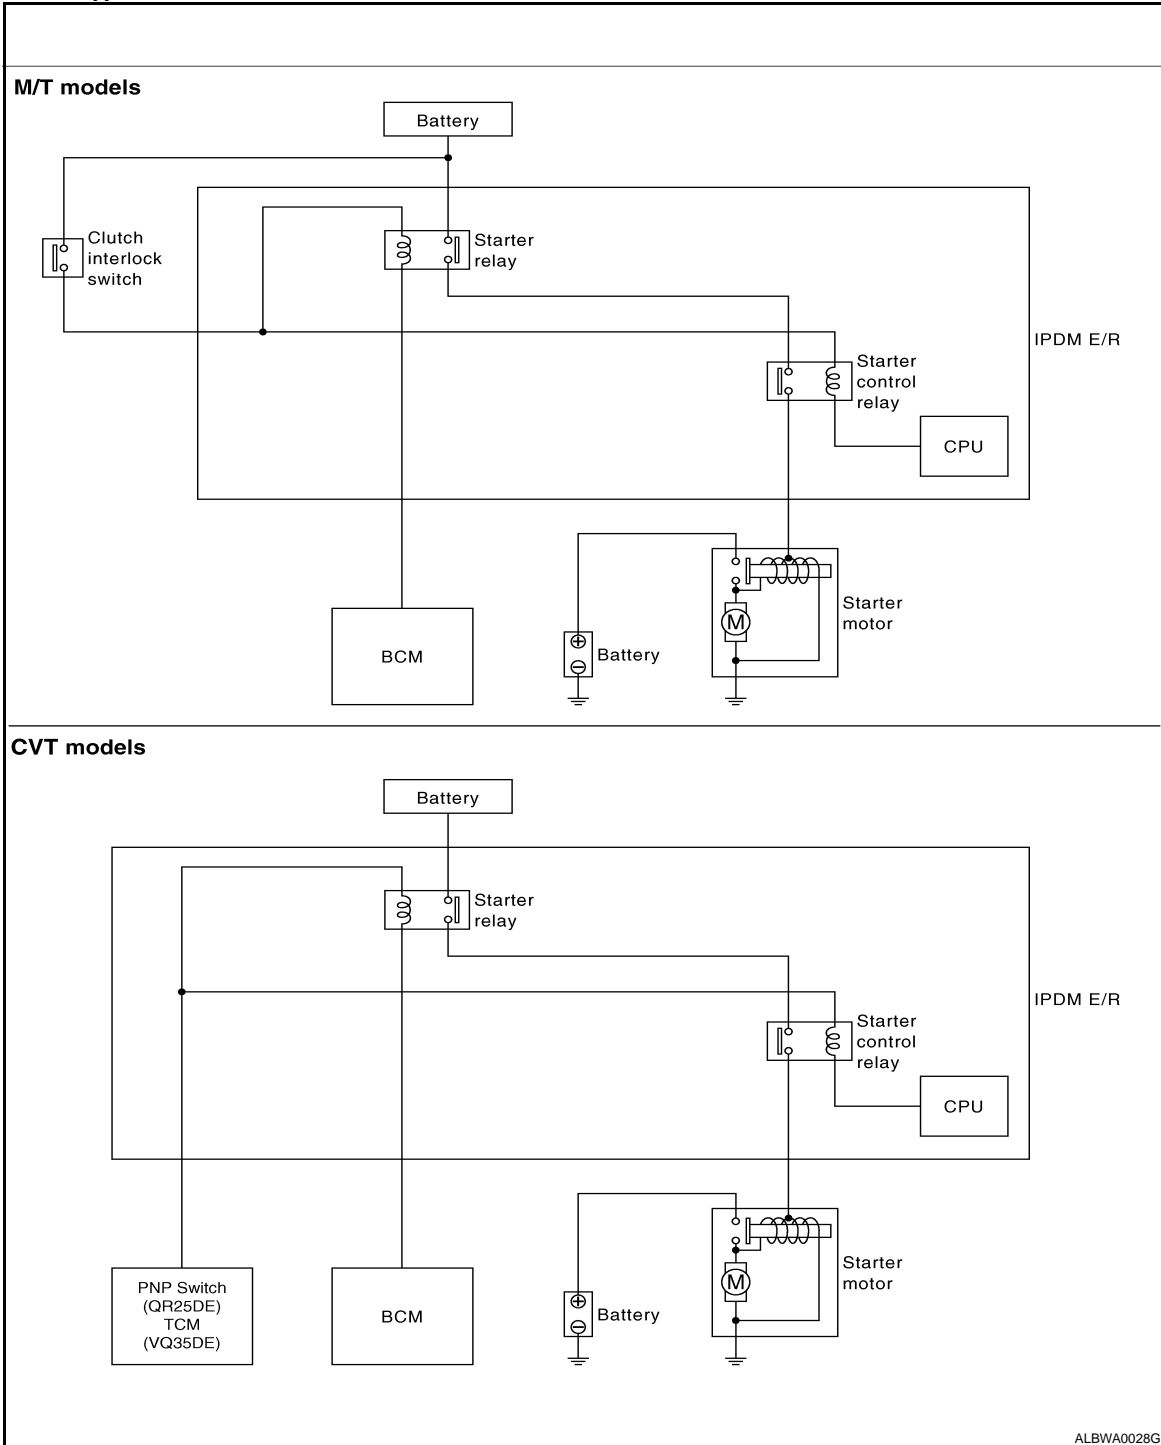 M/T models
Battery
Clutch
interlock
switch
Starter
relay
IPDM E/R
Starter
control
relay
CPU
BCM
Battery
M
Starter
motor
CVT models
Battery
Starter
relay
IPDM E/R
Starter
control
relay
CPU
PNP Switch
(QR25DE)
TCM
(VQ35DE)
BCM
Battery
M
Starter
motor
ALBWA0028G